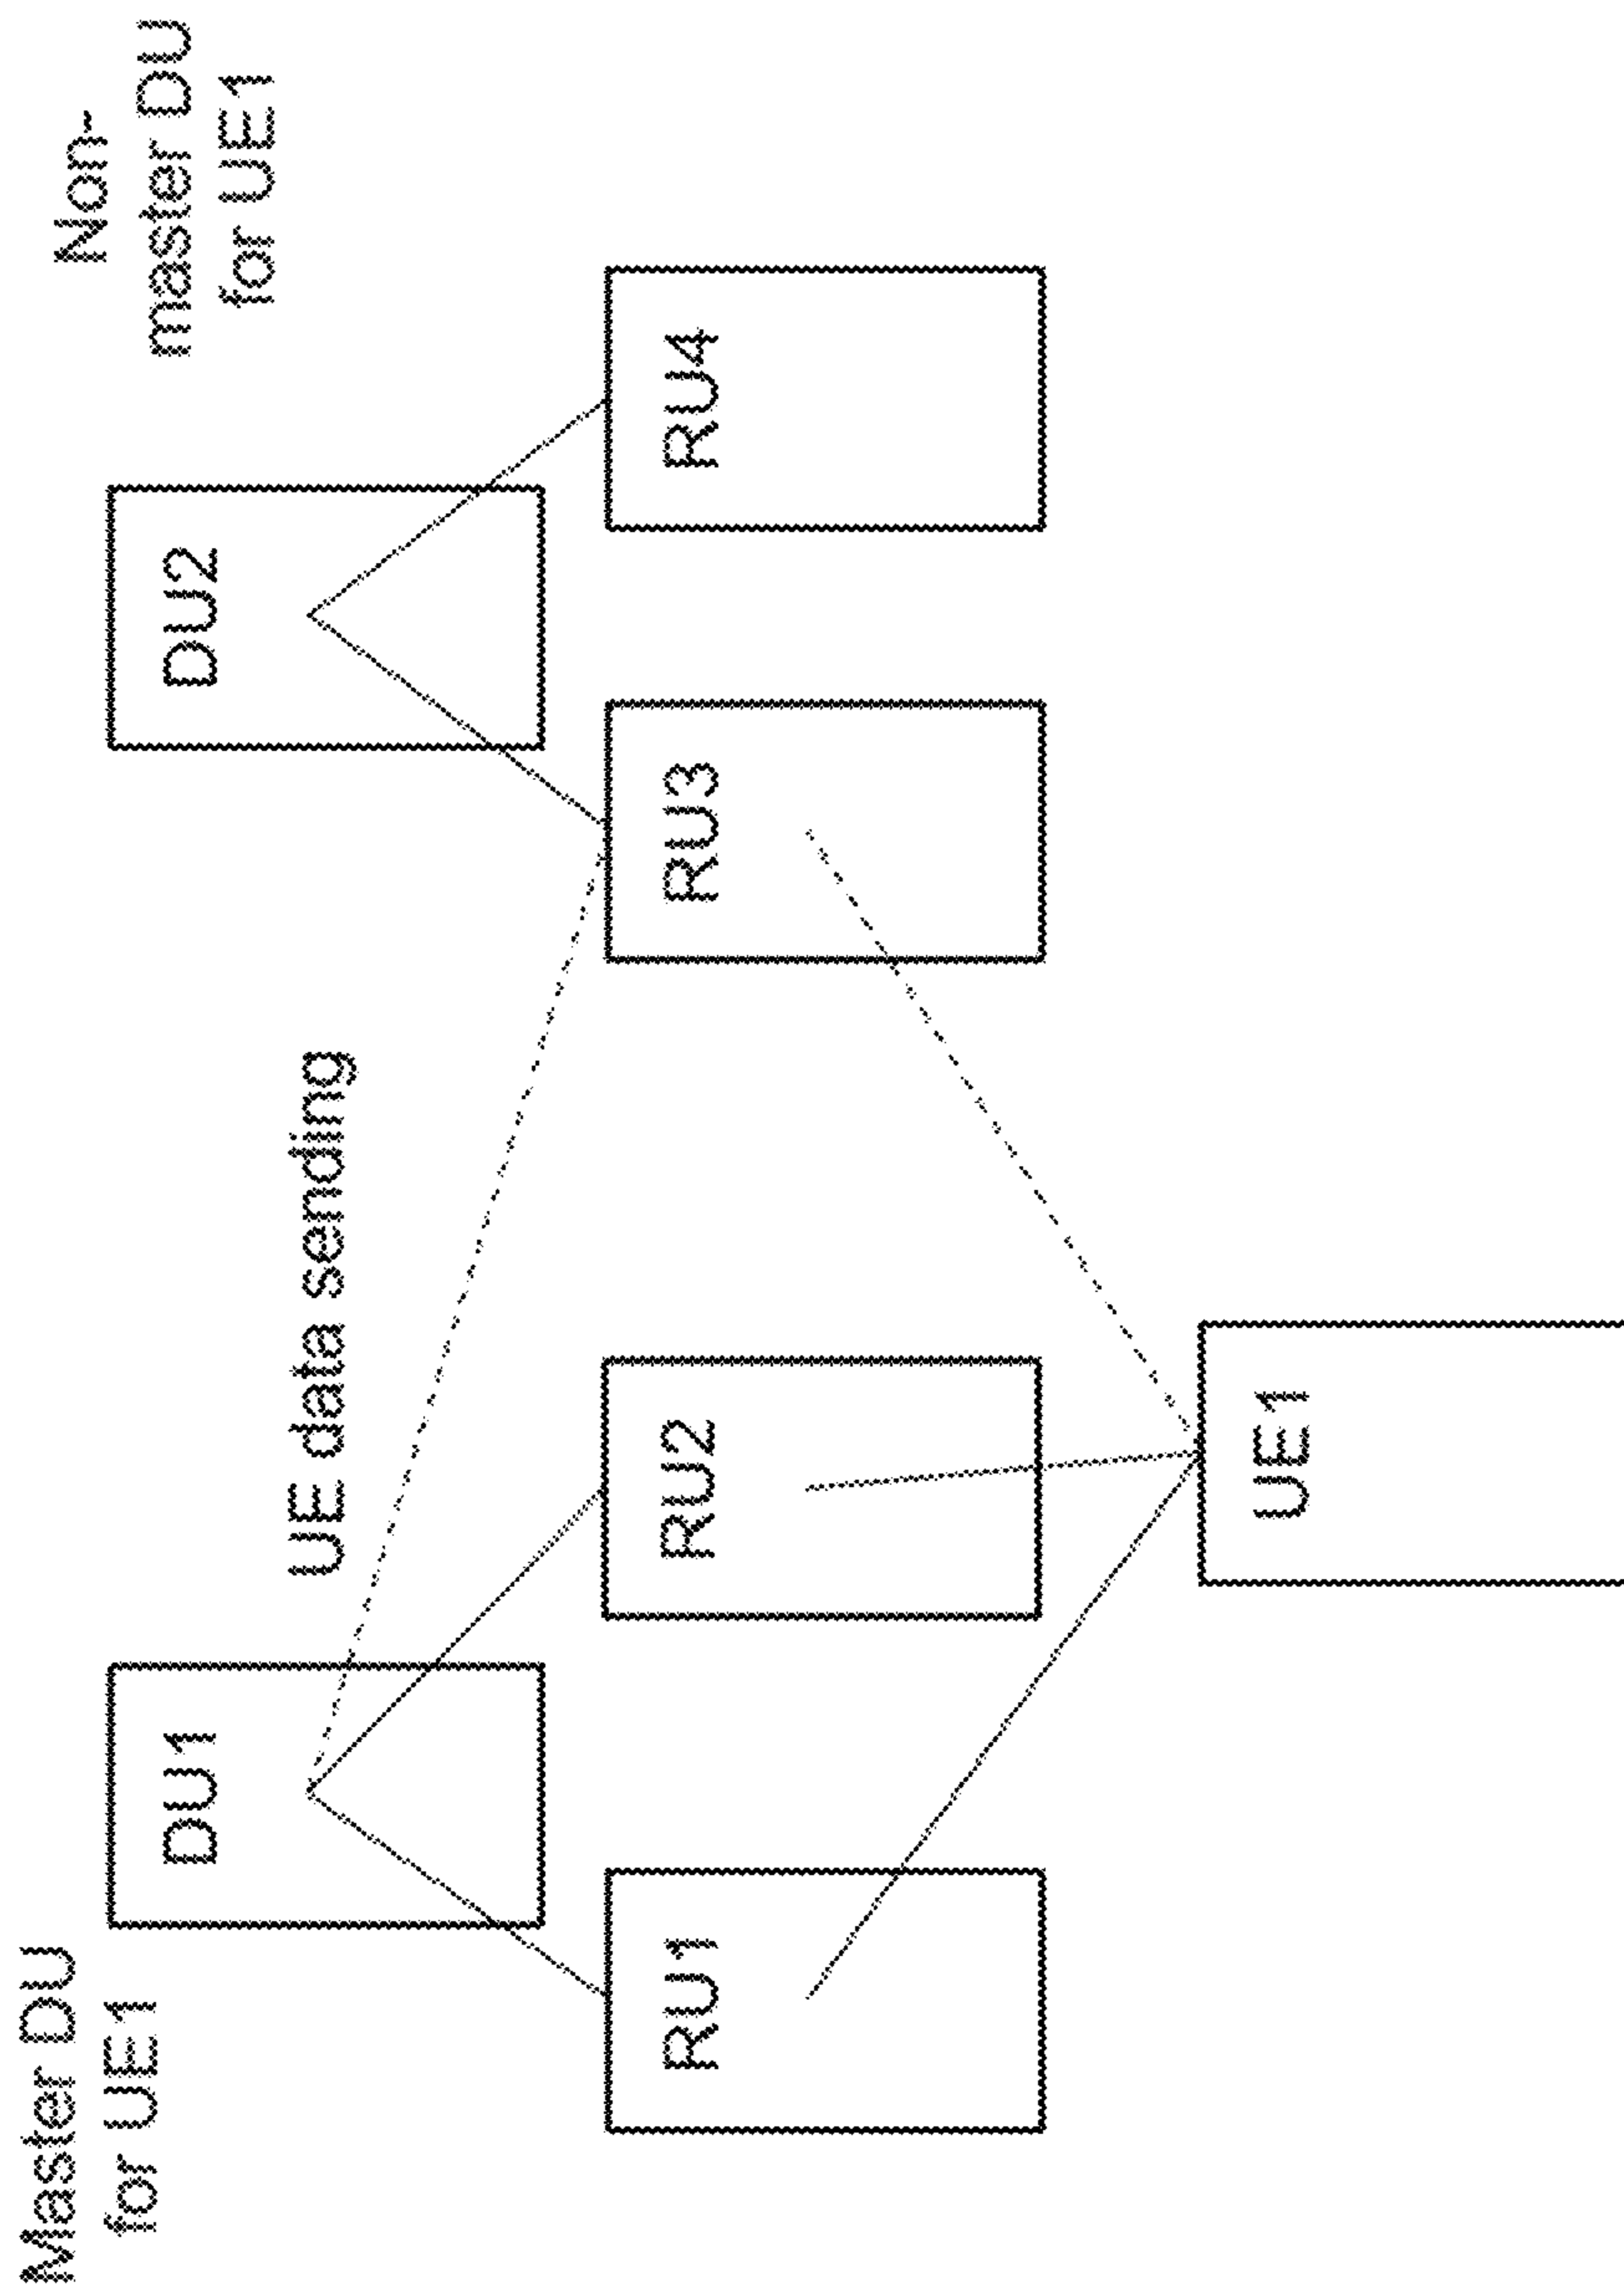 Master DU
for UE1
Non-
master DU
for UE1
DU1
DU2
UE data sending
RU1
RU2
RU3
RU4
UE1